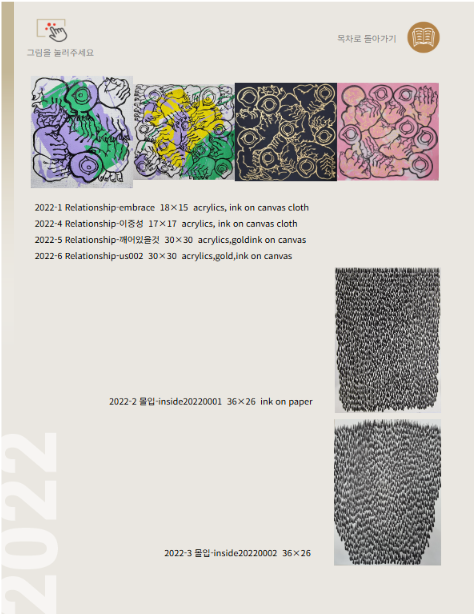 그림을 눌러주세요
목차로 돌아가기
2022-1 Relationship-embrace 18×15 acrylics, ink on canvas cloth
2022-4 Relationship-이중성 17×17 acrylics, ink on canvas cloth
2022-5 Relationship-깨어있을것 30×30 acrylics,goldink on canvas
2022-6 Relationship-us002 30×30 acrylics,gold,ink on canvas
2022-2 몰입-inside20220001 36×26 ink on paper
2022-3 몰입-inside20220002 36×26
2022